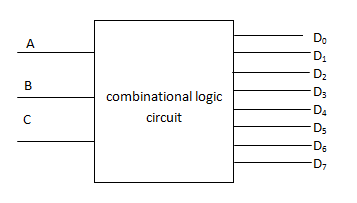 A
B
C
combinational logic
circuit
D₀
D₁
D₂
D₃
D₄
D₅
D₆
D₇